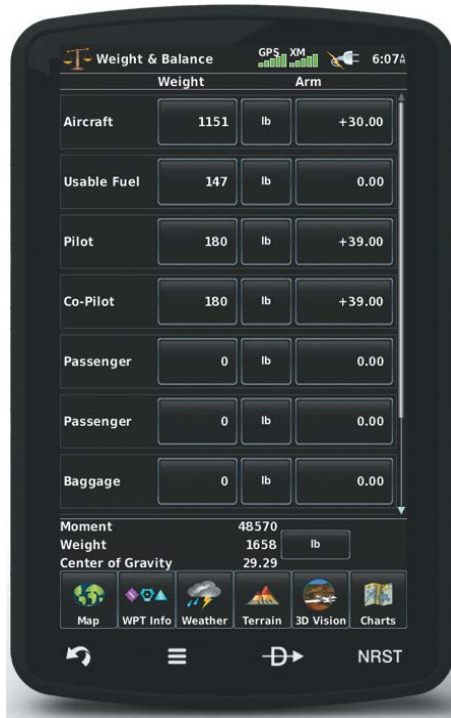 Weight & Balance GPS XM 6:07A
Weight Arm
Aircraft 1151 lb +30.00
Usable Fuel 147 lb 0.00
Pilot 180 lb +39.00
Co-Pilot 180 lb +39.00
Passenger 0 lb 0.00
Passenger 0 lb 0.00
Baggage 0 lb 0.00
Moment 48570
Weight 1658 lb
Center of Gravity 29.29
Map WPT Info Weather Terrain 3D Vision Charts
D NRST